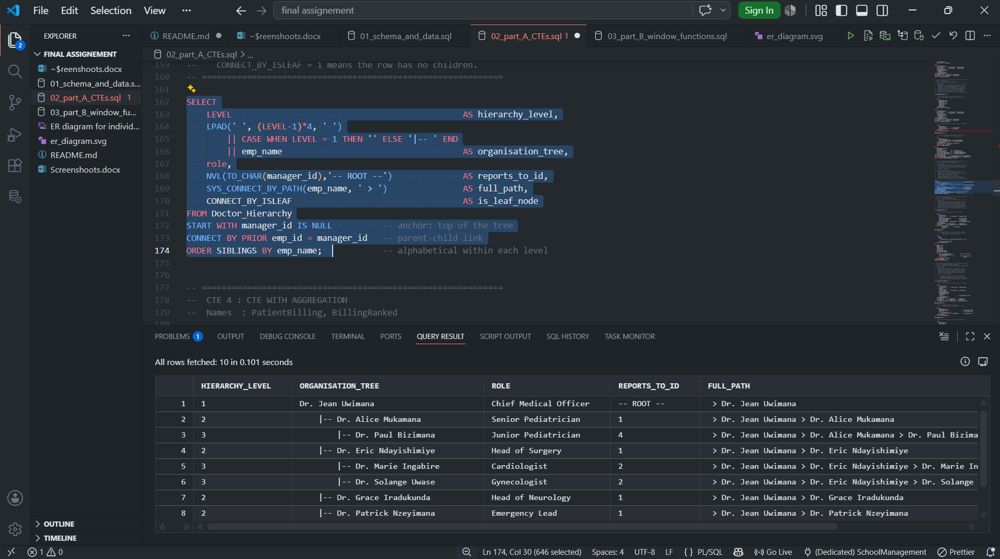 File Edit Selection View ··· final assignement Sign In
EXPLORER ···
README.md
~$reenshoots.docx
01_schema_and_data.sql
02_part_A_CTEs.sql 1
03_part_B_window_functions.sql
er_diagram.svg
FINAL ASSIGNEMENT
~$reenshoots.docx
01_schema_and_data.s...
02_part_A_CTEs.sql 1
03_part_B_window_fu...
ER diagram for individ...
er_diagram.svg
README.md
Screenshoots.docx
OUTLINE
TIMELINE
2
02_part_A_CTEs.sql > ...
159 -- CONNECT_BY_ISLEAF = 1 means the row has no children.
160 -- ============================================================
161
162 SELECT
163 LEVEL AS hierarchy_level,
164 LPAD(' ', (LEVEL-1)*4, ' ')
165 || CASE WHEN LEVEL = 1 THEN '' ELSE '|-- ' END
166 || emp_name AS organisation_tree,
167 role,
168 NVL(TO_CHAR(manager_id),'-- ROOT --') AS reports_to_id,
169 SYS_CONNECT_BY_PATH(emp_name, ' > ') AS full_path,
170 CONNECT_BY_ISLEAF AS is_leaf_node
171 FROM Doctor_Hierarchy
172 START WITH manager_id IS NULL -- anchor: top of the tree
173 CONNECT BY PRIOR emp_id = manager_id -- parent-child link
174 ORDER SIBLINGS BY emp_name; -- alphabetical within each level
175
176
177 -- ============================================================
178 -- CTE 4 : CTE WITH AGGREGATION
179 -- Names : PatientBilling, BillingRanked
180
PROBLEMS 1 OUTPUT DEBUG CONSOLE TERMINAL PORTS QUERY RESULT SCRIPT OUTPUT SQL HISTORY TASK MONITOR
All rows fetched: 10 in 0.101 seconds
HIERARCHY_LEVEL ORGANISATION_TREE ROLE REPORTS_TO_ID FULL_PATH
1 1 Dr. Jean Uwimana Chief Medical Officer -- ROOT -- > Dr. Jean Uwimana
2 2 |-- Dr. Alice Mukamana Senior Pediatrician 1 > Dr. Jean Uwimana > Dr. Alice Mukamana
3 3 |-- Dr. Paul Bizimana Junior Pediatrician 4 > Dr. Jean Uwimana > Dr. Alice Mukamana > Dr. Paul Bizima
4 2 |-- Dr. Eric Ndayishimiye Head of Surgery 1 > Dr. Jean Uwimana > Dr. Eric Ndayishimiye
5 3 |-- Dr. Marie Ingabire Cardiologist 2 > Dr. Jean Uwimana > Dr. Eric Ndayishimiye > Dr. Marie In
6 3 |-- Dr. Solange Uwase Gynecologist 2 > Dr. Jean Uwimana > Dr. Eric Ndayishimiye > Dr. Solange
7 2 |-- Dr. Grace Iradukunda Head of Neurology 1 > Dr. Jean Uwimana > Dr. Grace Iradukunda
8 2 |-- Dr. Patrick Nzeyimana Emergency Lead 1 > Dr. Jean Uwimana > Dr. Patrick Nzeyimana
1 0 Ln 174, Col 30 (646 selected) Spaces: 4 UTF-8 LF { } PL/SQL Go Live (Dedicated) SchoolManagement Prettier